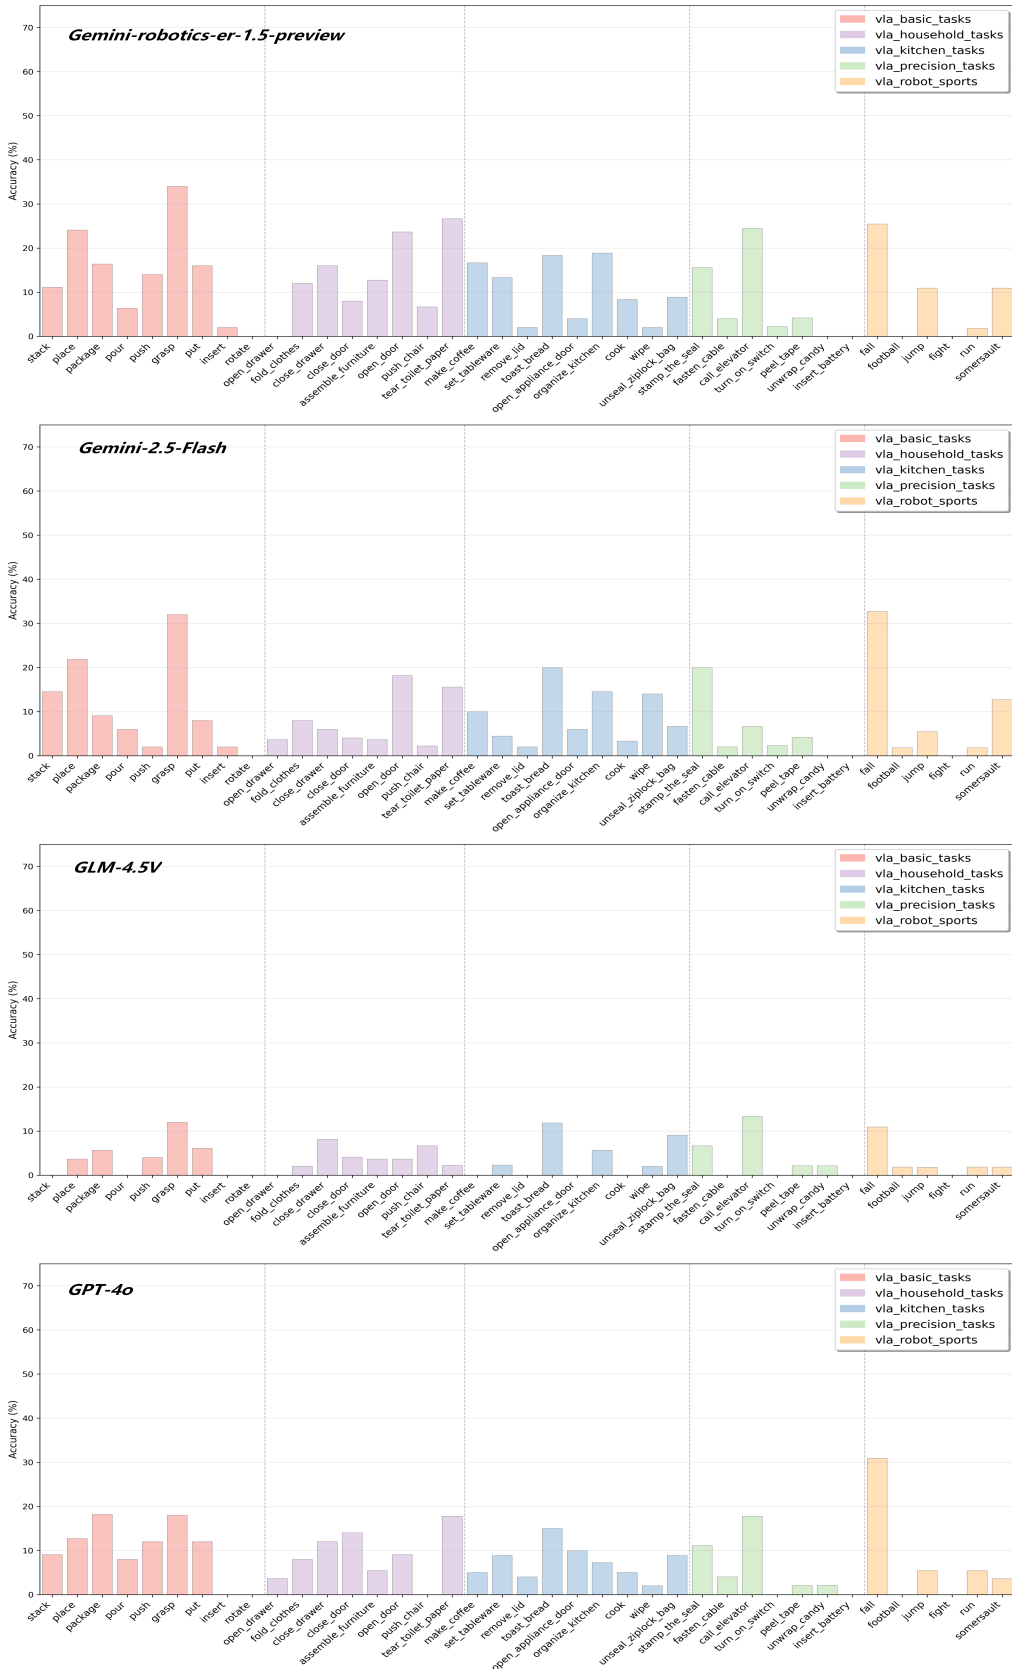 Gemini-robotics-er-1.5-preview
vla_basic_tasks
vla_household_tasks
vla_kitchen_tasks
vla_precision_tasks
vla_robot_sports
Accuracy (%)
70
60
50
40
30
20
10
0
stack
place
package
pour
push
grasp
put
insert
rotate
open_drawer
fold_clothes
close_drawer
close_door
assemble_furniture
open_door
push_chair
tear_toilet_paper
make_coffee
set_tableware
remove_lid
toast_bread
open_appliance_door
organize_kitchen
cook
wipe
unseal_ziplock_bag
stamp_the_seal
fasten_cable
call_elevator
turn_on_switch
peel_tape
unwrap_candy
insert_battery
fall
football
jump
fight
run
somersault
Gemini-2.5-Flash
vla_basic_tasks
vla_household_tasks
vla_kitchen_tasks
vla_precision_tasks
vla_robot_sports
Accuracy (%)
70
60
50
40
30
20
10
0
stack
place
package
pour
push
grasp
put
insert
rotate
open_drawer
fold_clothes
close_drawer
close_door
assemble_furniture
open_door
push_chair
tear_toilet_paper
make_coffee
set_tableware
remove_lid
toast_bread
open_appliance_door
organize_kitchen
cook
wipe
unseal_ziplock_bag
stamp_the_seal
fasten_cable
call_elevator
turn_on_switch
peel_tape
unwrap_candy
insert_battery
fall
football
jump
fight
run
somersault
GLM-4.5V
vla_basic_tasks
vla_household_tasks
vla_kitchen_tasks
vla_precision_tasks
vla_robot_sports
Accuracy (%)
70
60
50
40
30
20
10
0
stack
place
package
pour
push
grasp
put
insert
rotate
open_drawer
fold_clothes
close_drawer
close_door
assemble_furniture
open_door
push_chair
tear_toilet_paper
make_coffee
set_tableware
remove_lid
toast_bread
open_appliance_door
organize_kitchen
cook
wipe
unseal_ziplock_bag
stamp_the_seal
fasten_cable
call_elevator
turn_on_switch
peel_tape
unwrap_candy
insert_battery
fall
football
jump
fight
run
somersault
GPT-4o
vla_basic_tasks
vla_household_tasks
vla_kitchen_tasks
vla_precision_tasks
vla_robot_sports
Accuracy (%)
70
60
50
40
30
20
10
0
stack
place
package
pour
push
grasp
put
insert
rotate
open_drawer
fold_clothes
close_drawer
close_door
assemble_furniture
open_door
push_chair
tear_toilet_paper
make_coffee
set_tableware
remove_lid
toast_bread
open_appliance_door
organize_kitchen
cook
wipe
unseal_ziplock_bag
stamp_the_seal
fasten_cable
call_elevator
turn_on_switch
peel_tape
unwrap_candy
insert_battery
fall
football
jump
fight
run
somersault